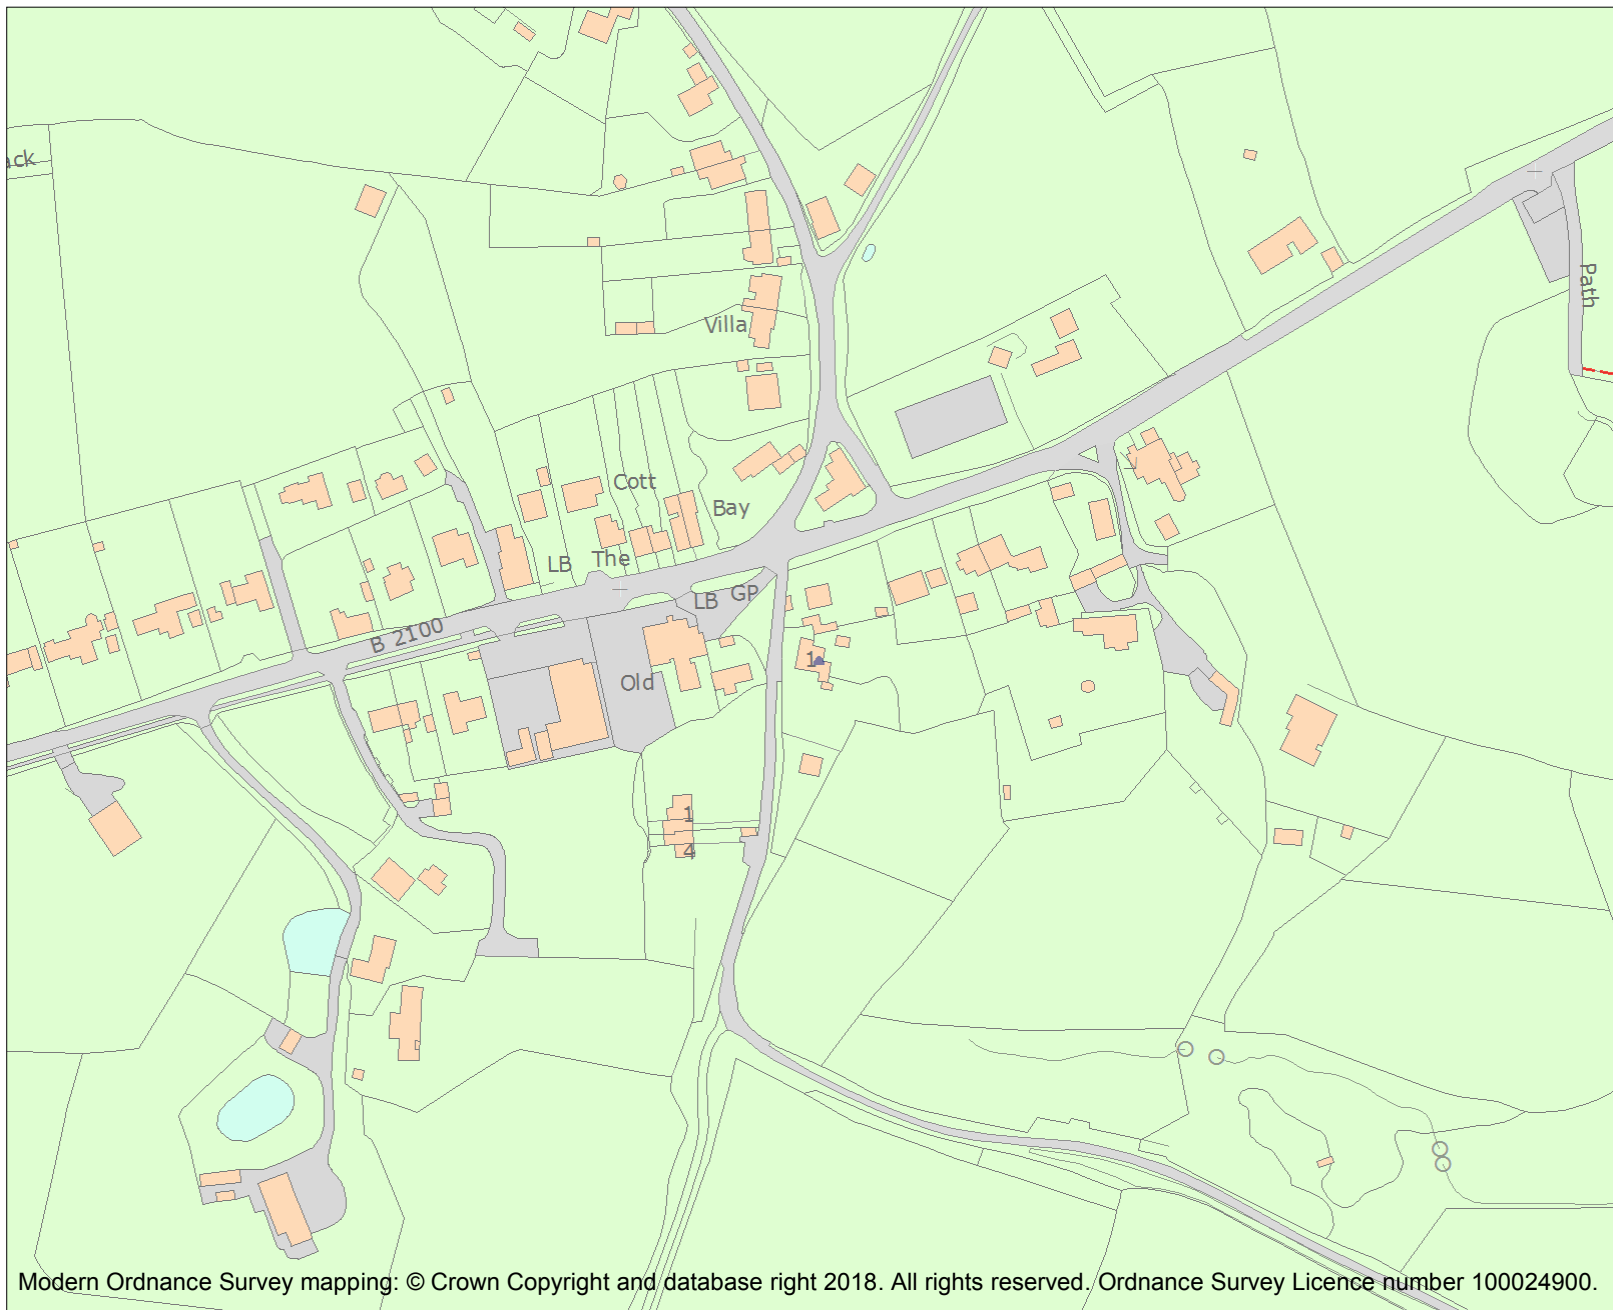 ack
Path
Villa
Cott
Bay
LB
The
LB
GP
B 2100
1
Old
1
4
Modern Ordnance Survey mapping: © Crown Copyright and database right 2018. All rights reserved. Ordnance Survey Licence number 100024900.